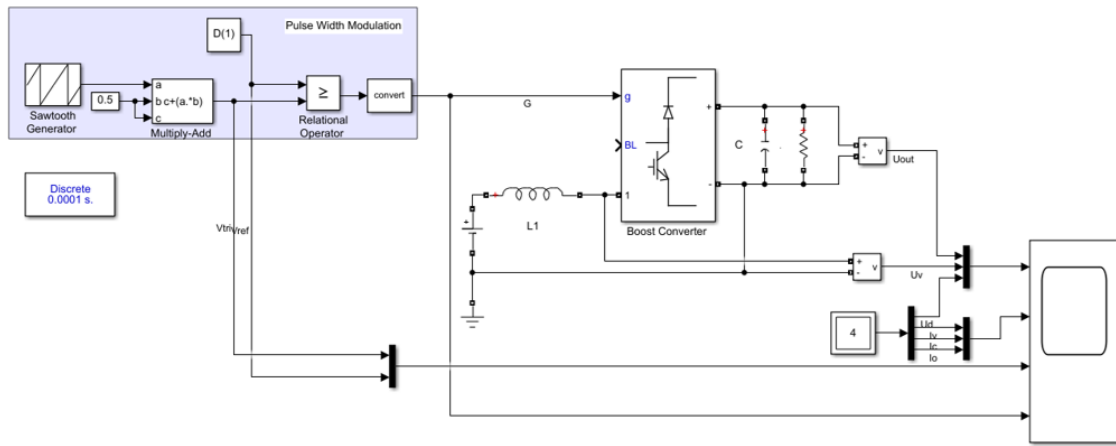 Pulse Width Modulation
D(1)
Sawtooth
Generator
0.5
a
b
c
c+(a.*b)
Multiply-Add
≥
Relational
Operator
convert
Discrete
0.0001 s.
Vtri
Vref
G
g
BL
1
+
-
Boost Converter
+
L1
C
+
-
v
Uout
+
-
v
Uv
4
Ud
Iv
Ic
Io